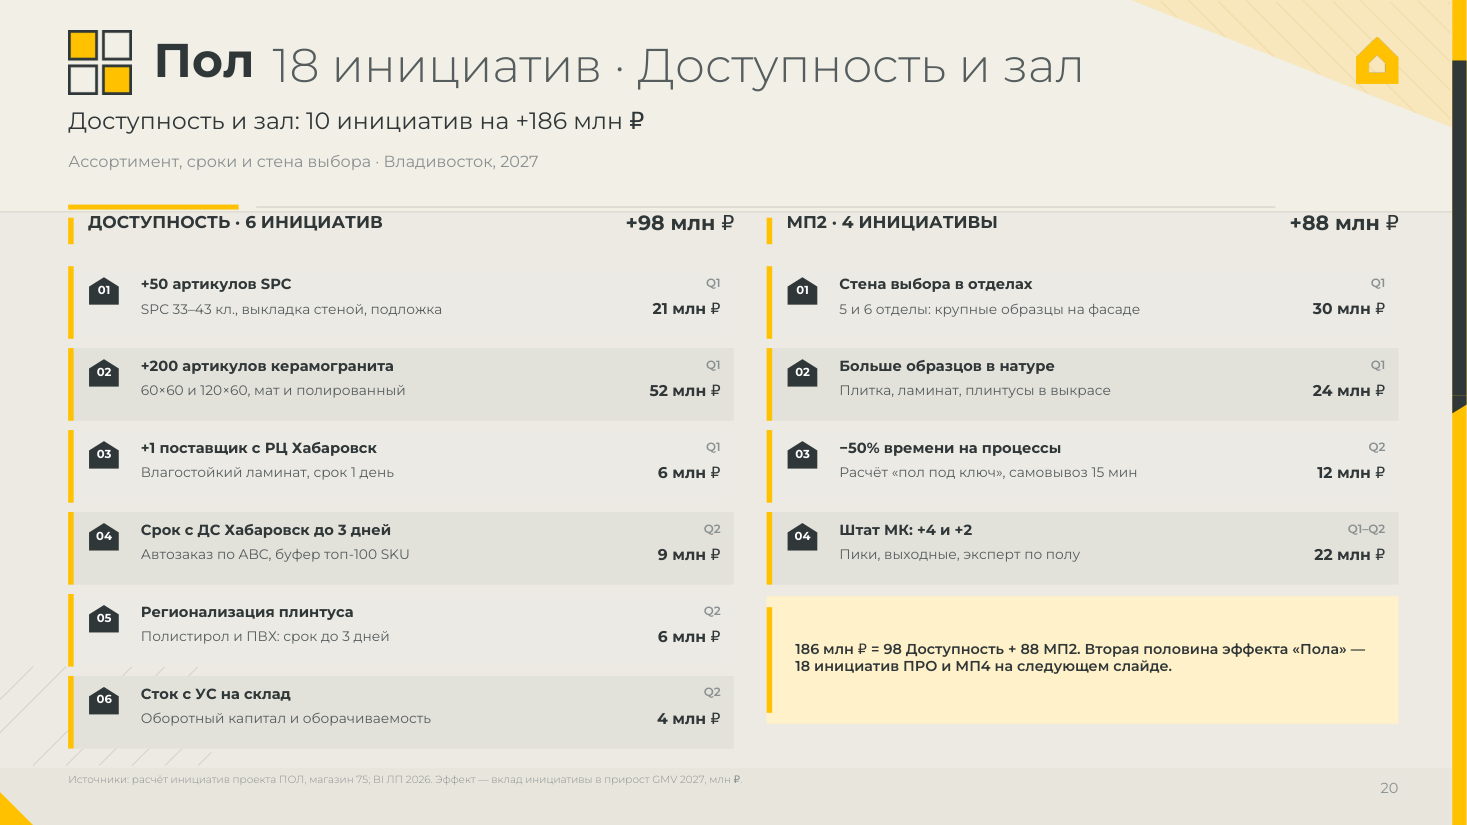 Пол 18 инициатив · Доступность и зал
Доступность и зал: 10 инициатив на +186 млн ₽
Ассортимент, сроки и стена выбора · Владивосток, 2027
ДОСТУПНОСТЬ · 6 ИНИЦИАТИВ +98 млн ₽
01 +50 артикулов SPC Q1
SPC 33–43 кл., выкладка стеной, подложка 21 млн ₽
02 +200 артикулов керамогранита Q1
60×60 и 120×60, мат и полированный 52 млн ₽
03 +1 поставщик с РЦ Хабаровск Q1
Влагостойкий ламинат, срок 1 день 6 млн ₽
04 Срок с ДС Хабаровск до 3 дней Q2
Автозаказ по ABC, буфер топ-100 SKU 9 млн ₽
05 Регионализация плинтуса Q2
Полистирол и ПВХ: срок до 3 дней 6 млн ₽
06 Сток с УС на склад Q2
Оборотный капитал и оборачиваемость 4 млн ₽
МП2 · 4 ИНИЦИАТИВЫ +88 млн ₽
01 Стена выбора в отделах Q1
5 и 6 отделы: крупные образцы на фасаде 30 млн ₽
02 Больше образцов в натуре Q1
Плитка, ламинат, плинтусы в выкрасе 24 млн ₽
03 −50% времени на процессы Q2
Расчёт «пол под ключ», самовывоз 15 мин 12 млн ₽
04 Штат МК: +4 и +2 Q1–Q2
Пики, выходные, эксперт по полу 22 млн ₽
186 млн ₽ = 98 Доступность + 88 МП2. Вторая половина эффекта «Пола» —
18 инициатив ПРО и МП4 на следующем слайде.
Источники: расчёт инициатив проекта ПОЛ, магазин 75; BI ЛП 2026. Эффект — вклад инициативы в прирост GMV 2027, млн ₽.
20